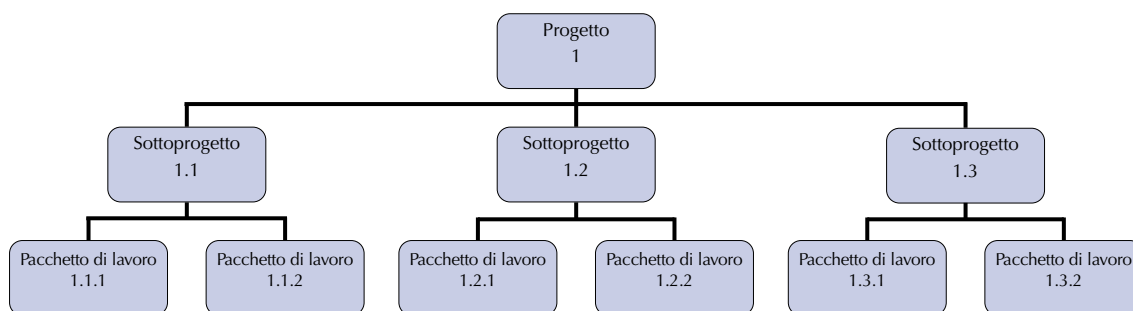 Progetto
1
Sottoprogetto
1.1
Sottoprogetto
1.2
Sottoprogetto
1.3
Pacchetto di lavoro
1.1.1
Pacchetto di lavoro
1.1.2
Pacchetto di lavoro
1.2.1
Pacchetto di lavoro
1.2.2
Pacchetto di lavoro
1.3.1
Pacchetto di lavoro
1.3.2